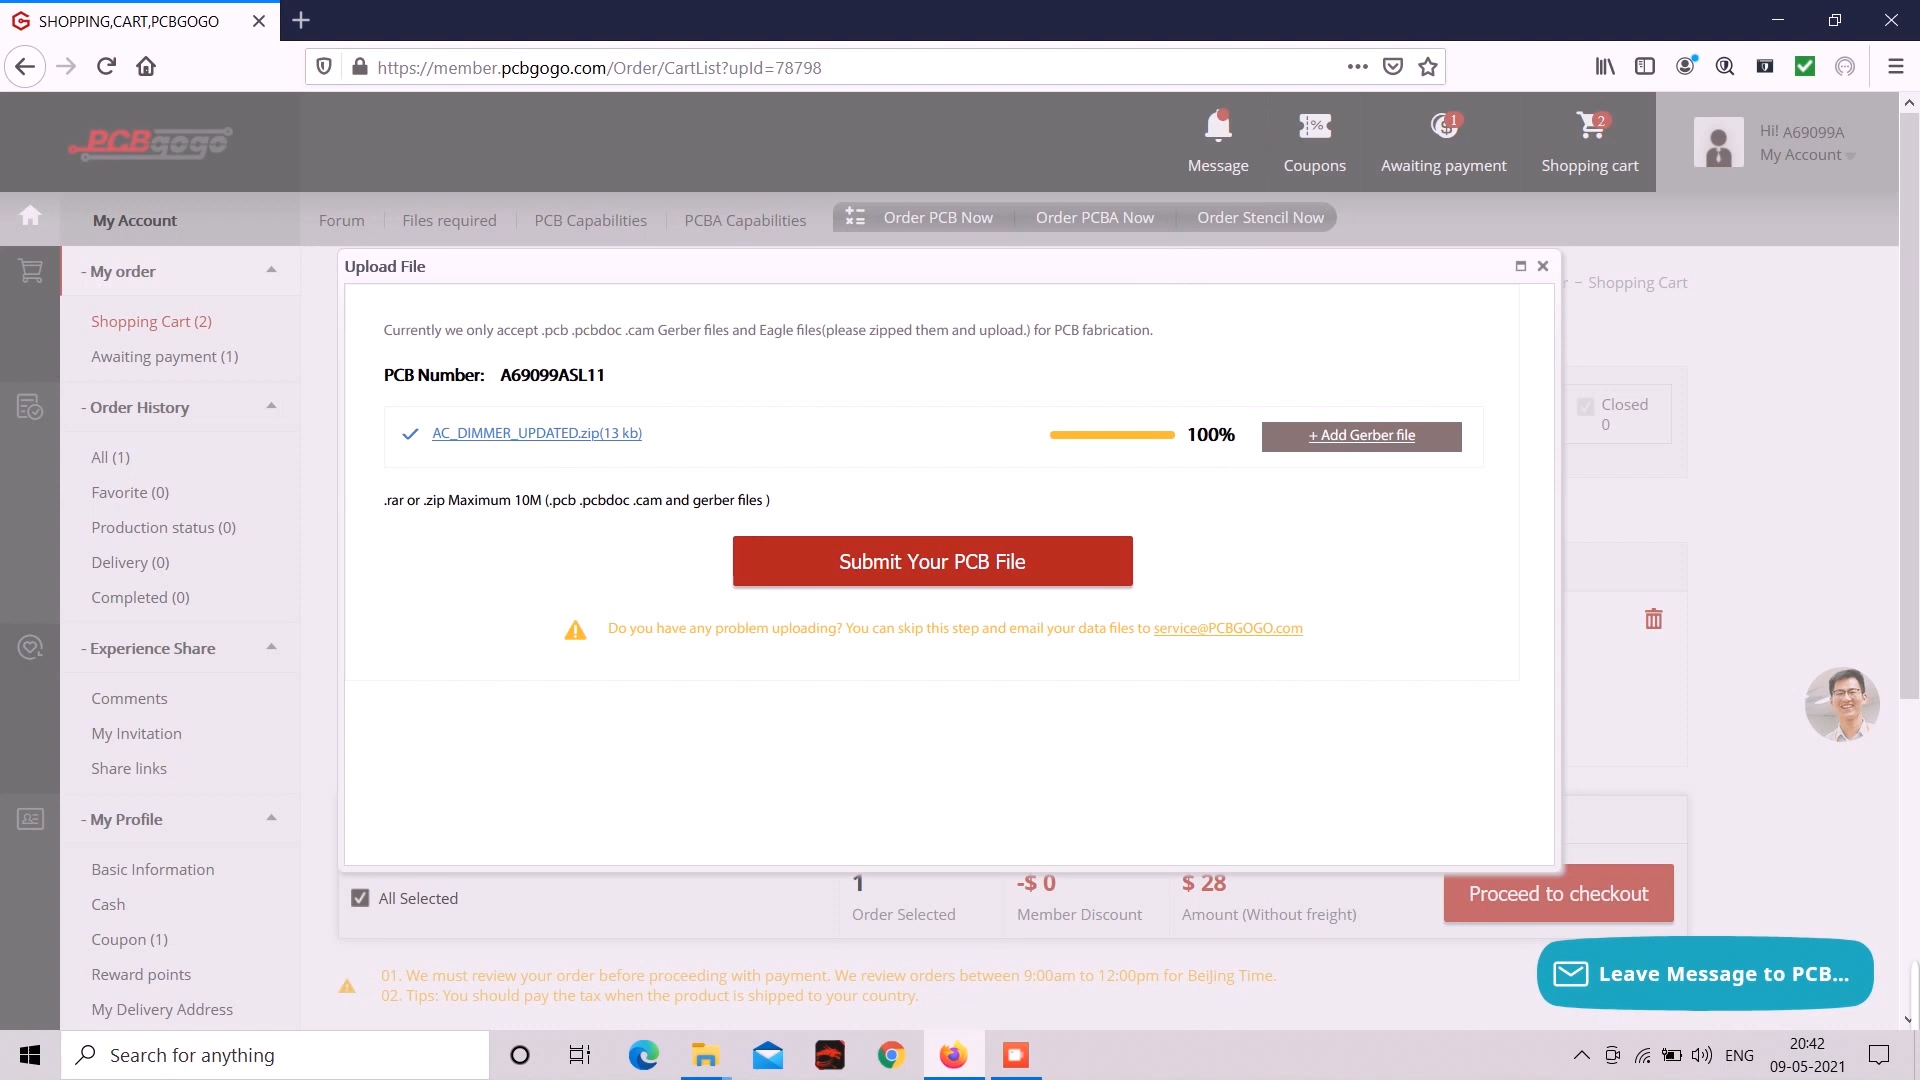 SHOPPING,CART,PCBGOGO
https://member.pcbgogo.com/Order/CartList?upId=78798
PCBgogo
Message
Coupons
1
Awaiting payment
2
Shopping cart
Hi! A69099A
My Account
My Account
Forum
Files required
PCB Capabilities
PCBA Capabilities
Order PCB Now
Order PCBA Now
Order Stencil Now
- My order
Shopping Cart (2)
Awaiting payment (1)
- Order History
All (1)
Favorite (0)
Production status (0)
Delivery (0)
Completed (0)
- Experience Share
Comments
My Invitation
Share links
- My Profile
Basic Information
Cash
Coupon (1)
Reward points
My Delivery Address
Upload File
− Shopping Cart
Currently we only accept .pcb .pcbdoc .cam Gerber files and Eagle files(please zipped them and upload.) for PCB fabrication.
PCB Number: A69099ASL11
AC_DIMMER_UPDATED.zip(13 kb)
100%
+ Add Gerber file
.rar or .zip Maximum 10M (.pcb .pcbdoc .cam and gerber files )
Submit Your PCB File
Do you have any problem uploading? You can skip this step and email your data files to service@PCBGOGO.com
Closed
0
All Selected
1
Order Selected
-$ 0
Member Discount
$ 28
Amount (Without freight)
Proceed to checkout
01. We must review your order before proceeding with payment. We review orders between 9:00am to 12:00pm for BeiJing Time.
02. Tips: You should pay the tax when the product is shipped to your country.
Leave Message to PCB...
Search for anything
ENG
20:42
09-05-2021